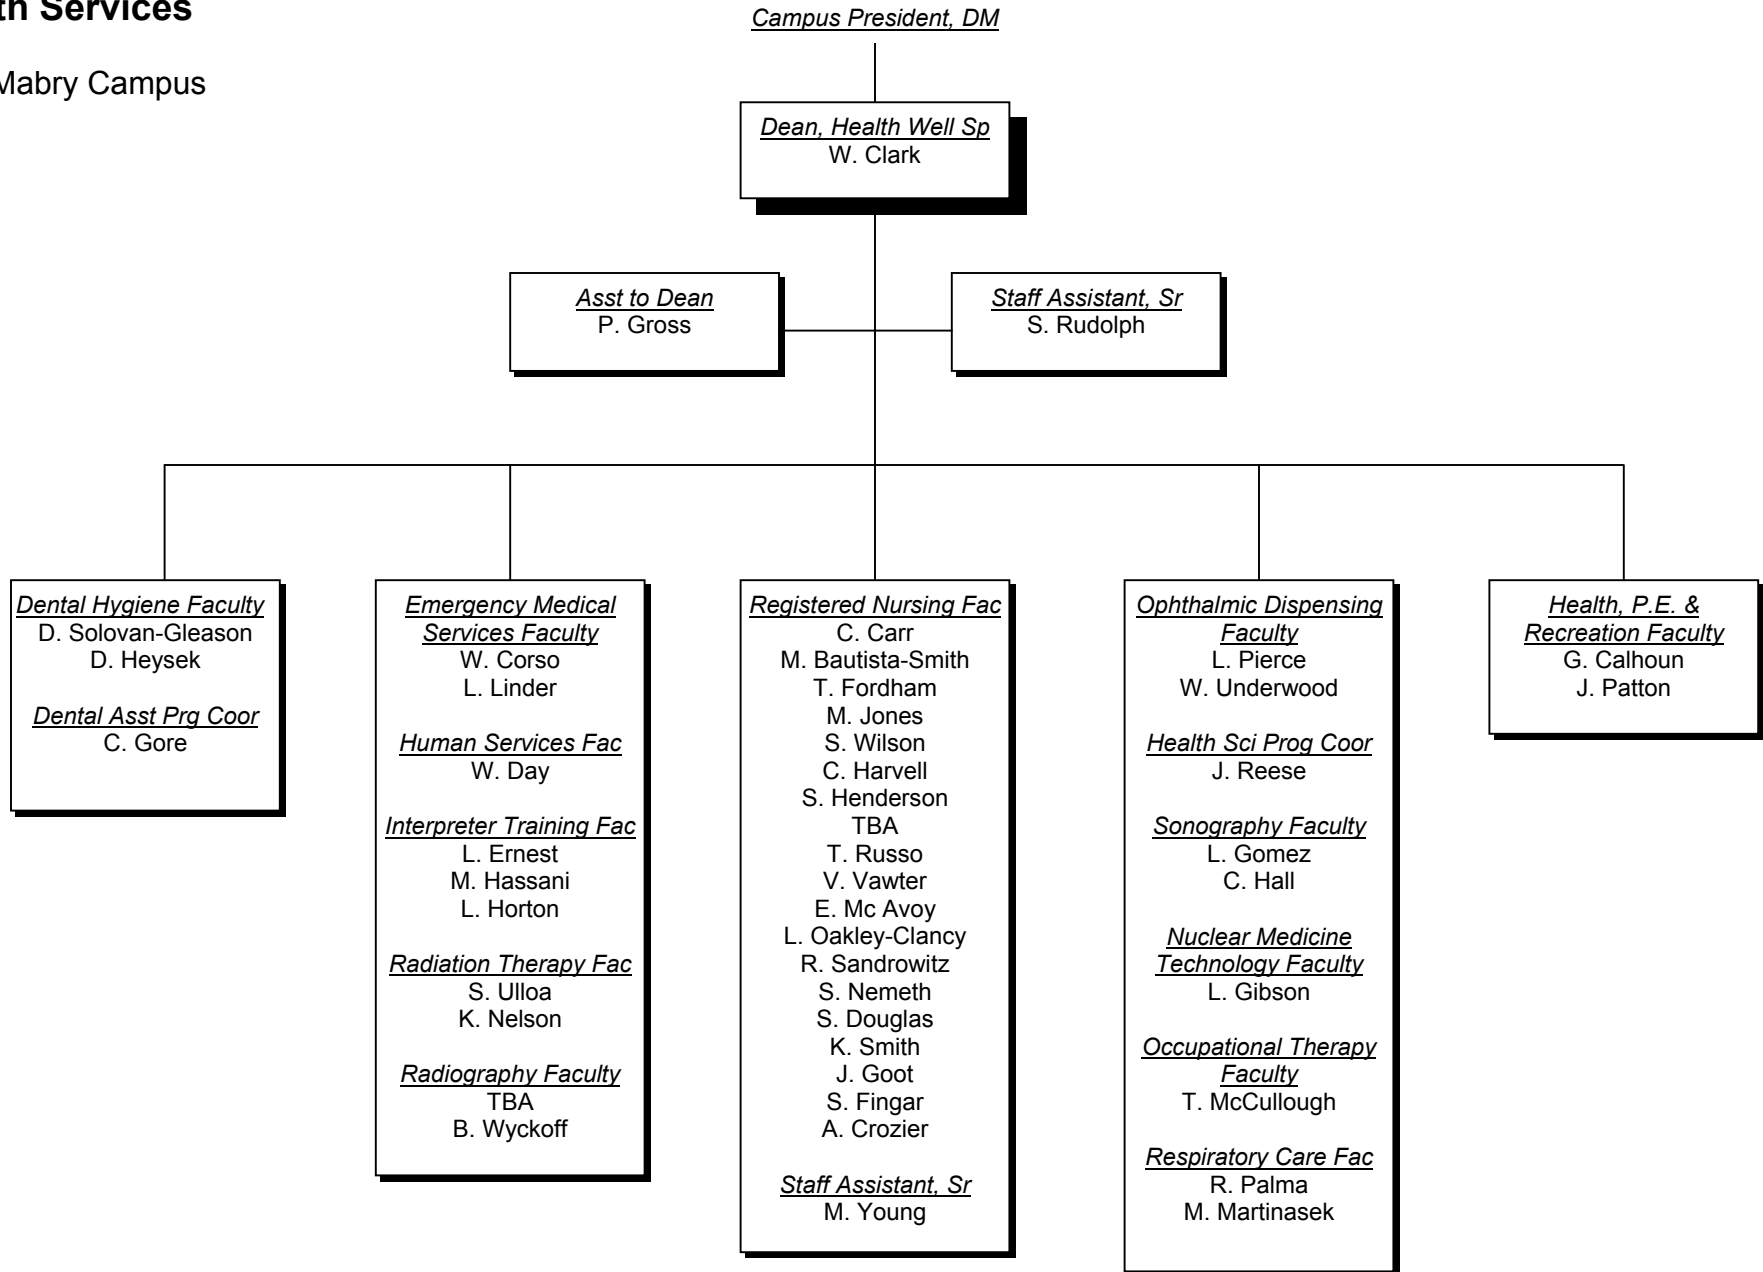 th Services
Mabry Campus
Campus President, DM
Dean, Health Well Sp
W. Clark
Asst to Dean
P. Gross
Staff Assistant, Sr
S. Rudolph
Dental Hygiene Faculty
D. Solovan-Gleason
D. Heysek
Dental Asst Prg Coor
C. Gore
Emergency Medical
Services Faculty
W. Corso
L. Linder
Human Services Fac
W. Day
Interpreter Training Fac
L. Ernest
M. Hassani
L. Horton
Radiation Therapy Fac
S. Ulloa
K. Nelson
Radiography Faculty
TBA
B. Wyckoff
Registered Nursing Fac
C. Carr
M. Bautista-Smith
T. Fordham
M. Jones
S. Wilson
C. Harvell
S. Henderson
TBA
T. Russo
V. Vawter
E. Mc Avoy
L. Oakley-Clancy
R. Sandrowitz
S. Nemeth
S. Douglas
K. Smith
J. Goot
S. Fingar
A. Crozier
Staff Assistant, Sr
M. Young
Ophthalmic Dispensing
Faculty
L. Pierce
W. Underwood
Health Sci Prog Coor
J. Reese
Sonography Faculty
L. Gomez
C. Hall
Nuclear Medicine
Technology Faculty
L. Gibson
Occupational Therapy
Faculty
T. McCullough
Respiratory Care Fac
R. Palma
M. Martinasek
Health, P.E. &
Recreation Faculty
G. Calhoun
J. Patton